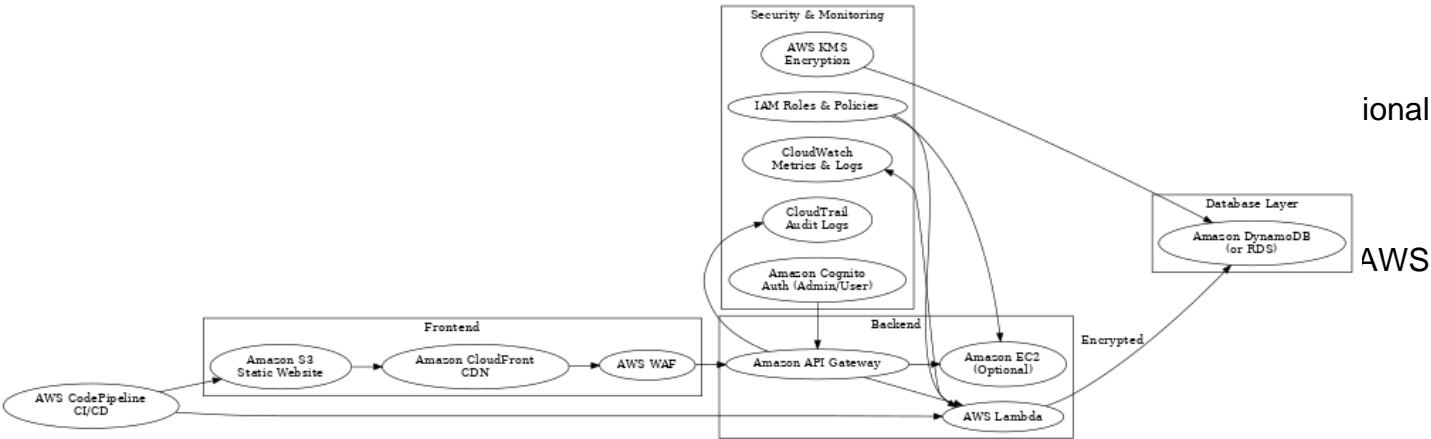 Security & Monitoring
AWS KMS
Encryption
IAM Roles & Policies
CloudWatch
Metrics & Logs
CloudTrail
Audit Logs
Amazon Cognito
Auth (Admin/User)
ional
Database Layer
Amazon DynamoDB
(or RDS)
AWS
Frontend
Amazon S3
Static Website
Amazon CloudFront
CDN
AWS WAF
Backend
Amazon API Gateway
Amazon EC2
(Optional)
AWS Lambda
Encrypted
AWS CodePipeline
CI/CD